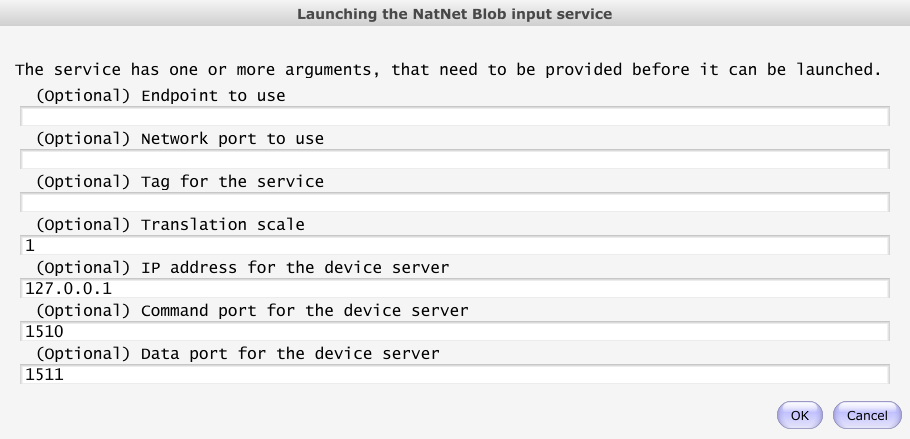 Launching the NatNet Blob input service
The service has one or more arguments, that need to be provided before it can be launched.
(Optional) Endpoint to use
(Optional) Network port to use
(Optional) Tag for the service
(Optional) Translation scale
1
(Optional) IP address for the device server
127.0.0.1
(Optional) Command port for the device server
1510
(Optional) Data port for the device server
1511
OK Cancel